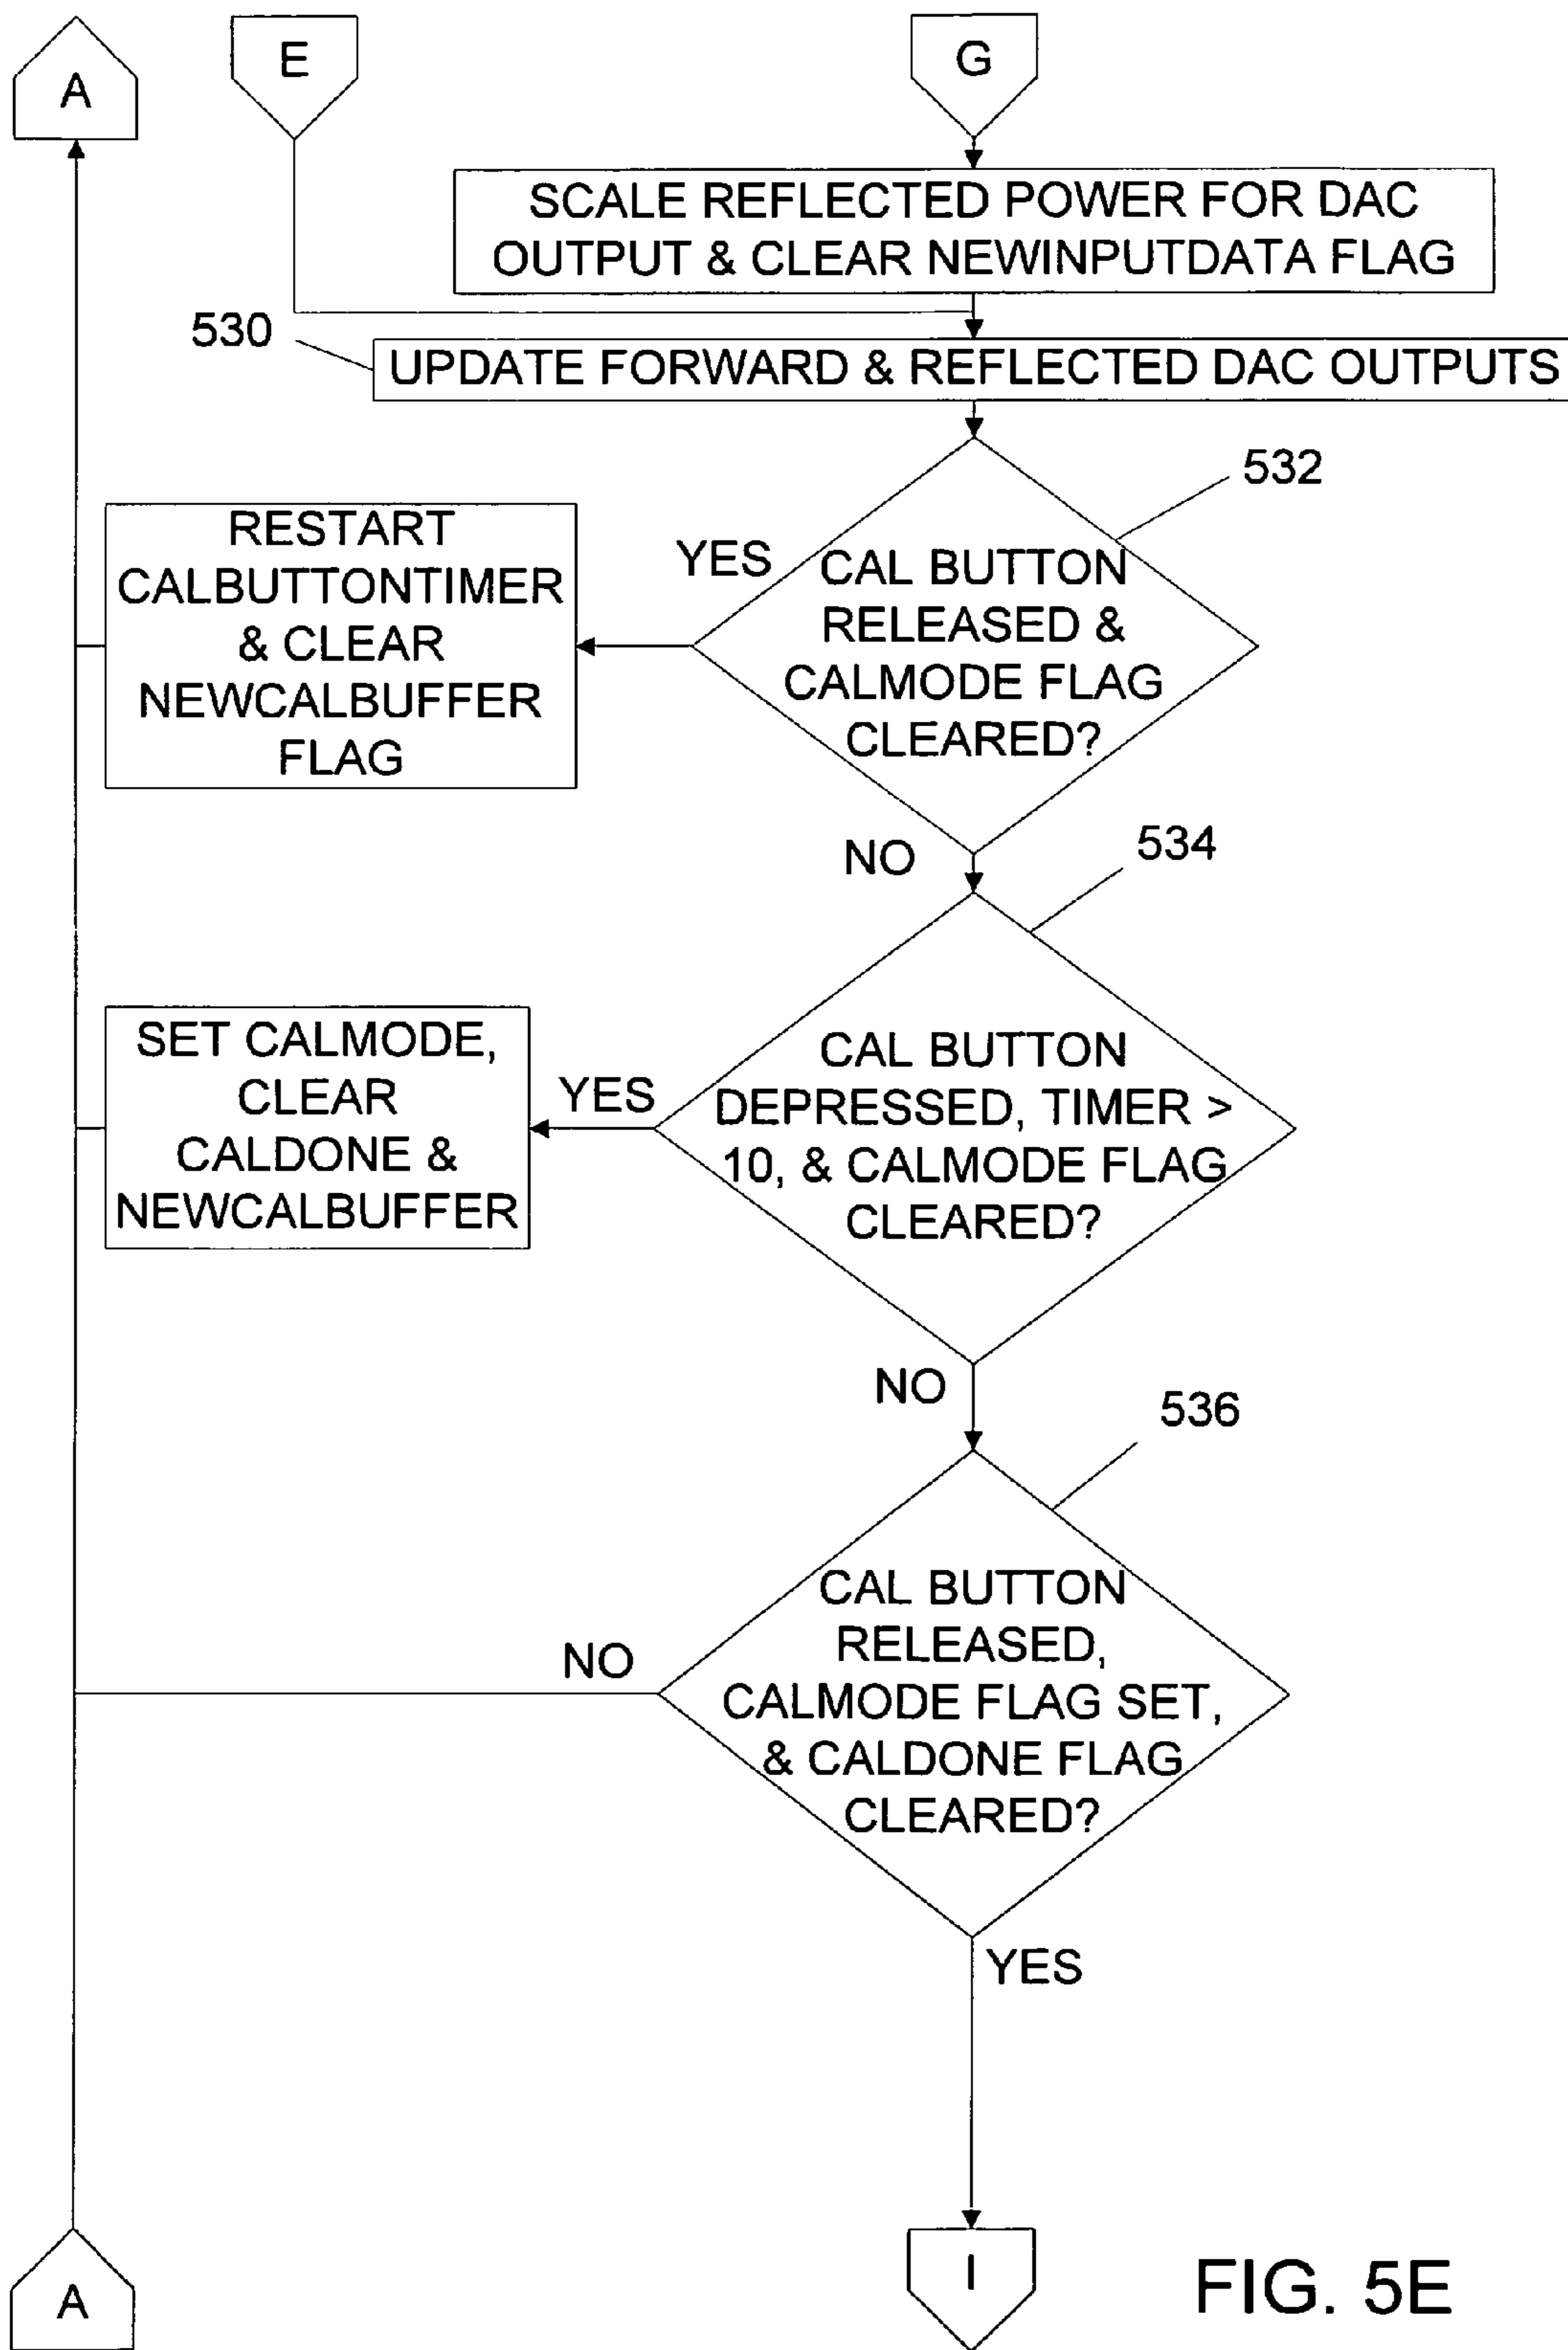 A
E
G
SCALE REFLECTED POWER FOR DAC
OUTPUT & CLEAR NEWINPUTDATA FLAG
530
UPDATE FORWARD & REFLECTED DAC OUTPUTS
532
RESTART
CALBUTTONTIMER
& CLEAR
NEWCALBUFFER
FLAG
YES
CAL BUTTON
RELEASED &
CALMODE FLAG
CLEARED?
NO
534
SET CALMODE,
CLEAR
CALDONE &
NEWCALBUFFER
YES
CAL BUTTON
DEPRESSED, TIMER >
10, & CALMODE FLAG
CLEARED?
NO
536
NO
CAL BUTTON
RELEASED,
CALMODE FLAG SET,
& CALDONE FLAG
CLEARED?
YES
A
I
FIG. 5E